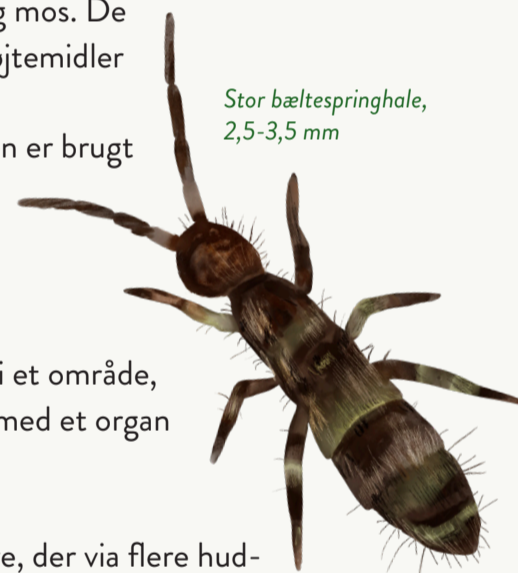 g mos. De
øjtemidler
Stor bæltespringhale,
2,5-3,5 mm
n er brugt
i et område,
med et organ
e, der via flere hud-